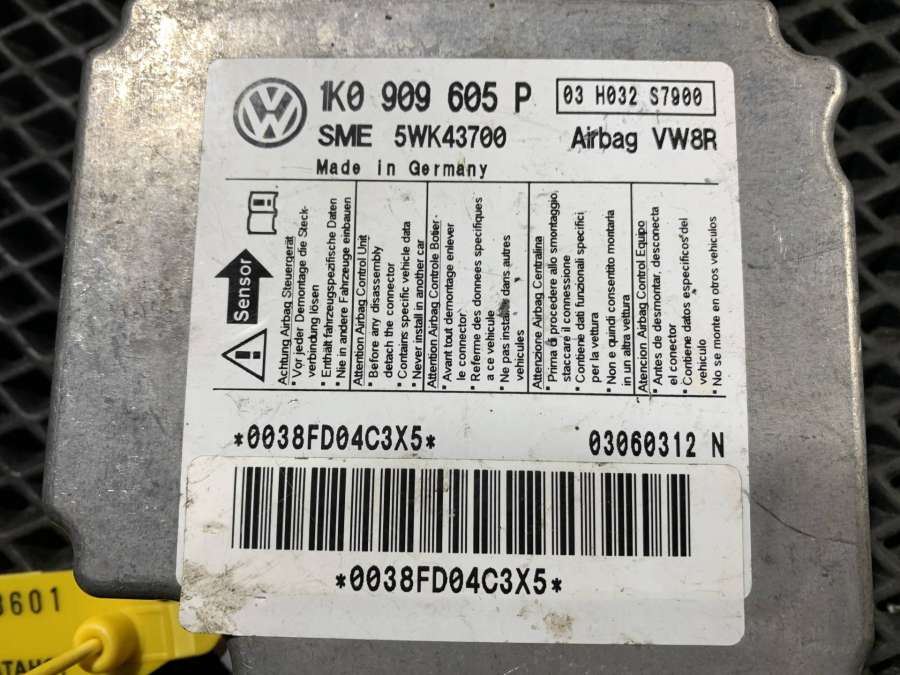 1K0 909 605 P
03 H032 S7900
SME 5WK43700
Airbag VW8R
Made in Germany
Sensor
Achtung Airbag Steuergerät
• Vor jeder Demontage die Steck-
verbindung lösen
• Enthält fahrzeugspezifische Daten
• Nie in andere Fahrzeuge einbauen
Attention Airbag Control Unit
• Before any disassembly
detach the connector
• Contains specific vehicle data
• Never install in another car
Attention Airbag Controle Boitier
• Avant tout demontage enlever
le connector
• Referme des donnees specifiques
a ce vehicule
• Ne pas installe dans autres
vehicules
Attenzione Airbag Centralina
• Prima di procedere allo smontaggio,
staccare il connessione
• Contiene dati funzionali specifici
per la vettura
• Non e quindi consentito montarla
in un altra vettura
Atencion Airbag Control Equipo
• Antes de desmontar, desconecta
el conector
• Contiene datos especificos del
vehiculo
• No se monte en otros vehiculos
*0038FD04C3X5*
03060312 N
*0038FD04C3X5*
3601